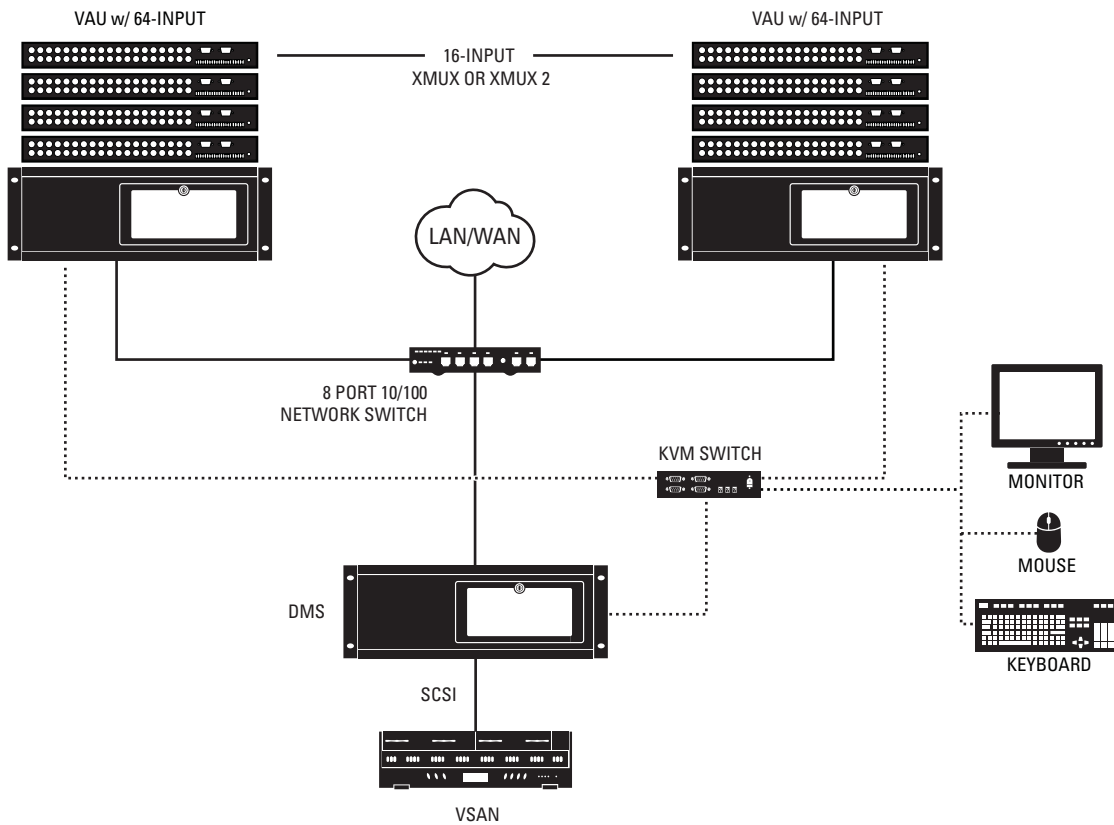 VAU w/ 64-INPUT
VAU w/ 64-INPUT
16-INPUT
XMUX OR XMUX 2
LAN/WAN
8 PORT 10/100
NETWORK SWITCH
KVM SWITCH
MONITOR
MOUSE
DMS
KEYBOARD
SCSI
VSAN